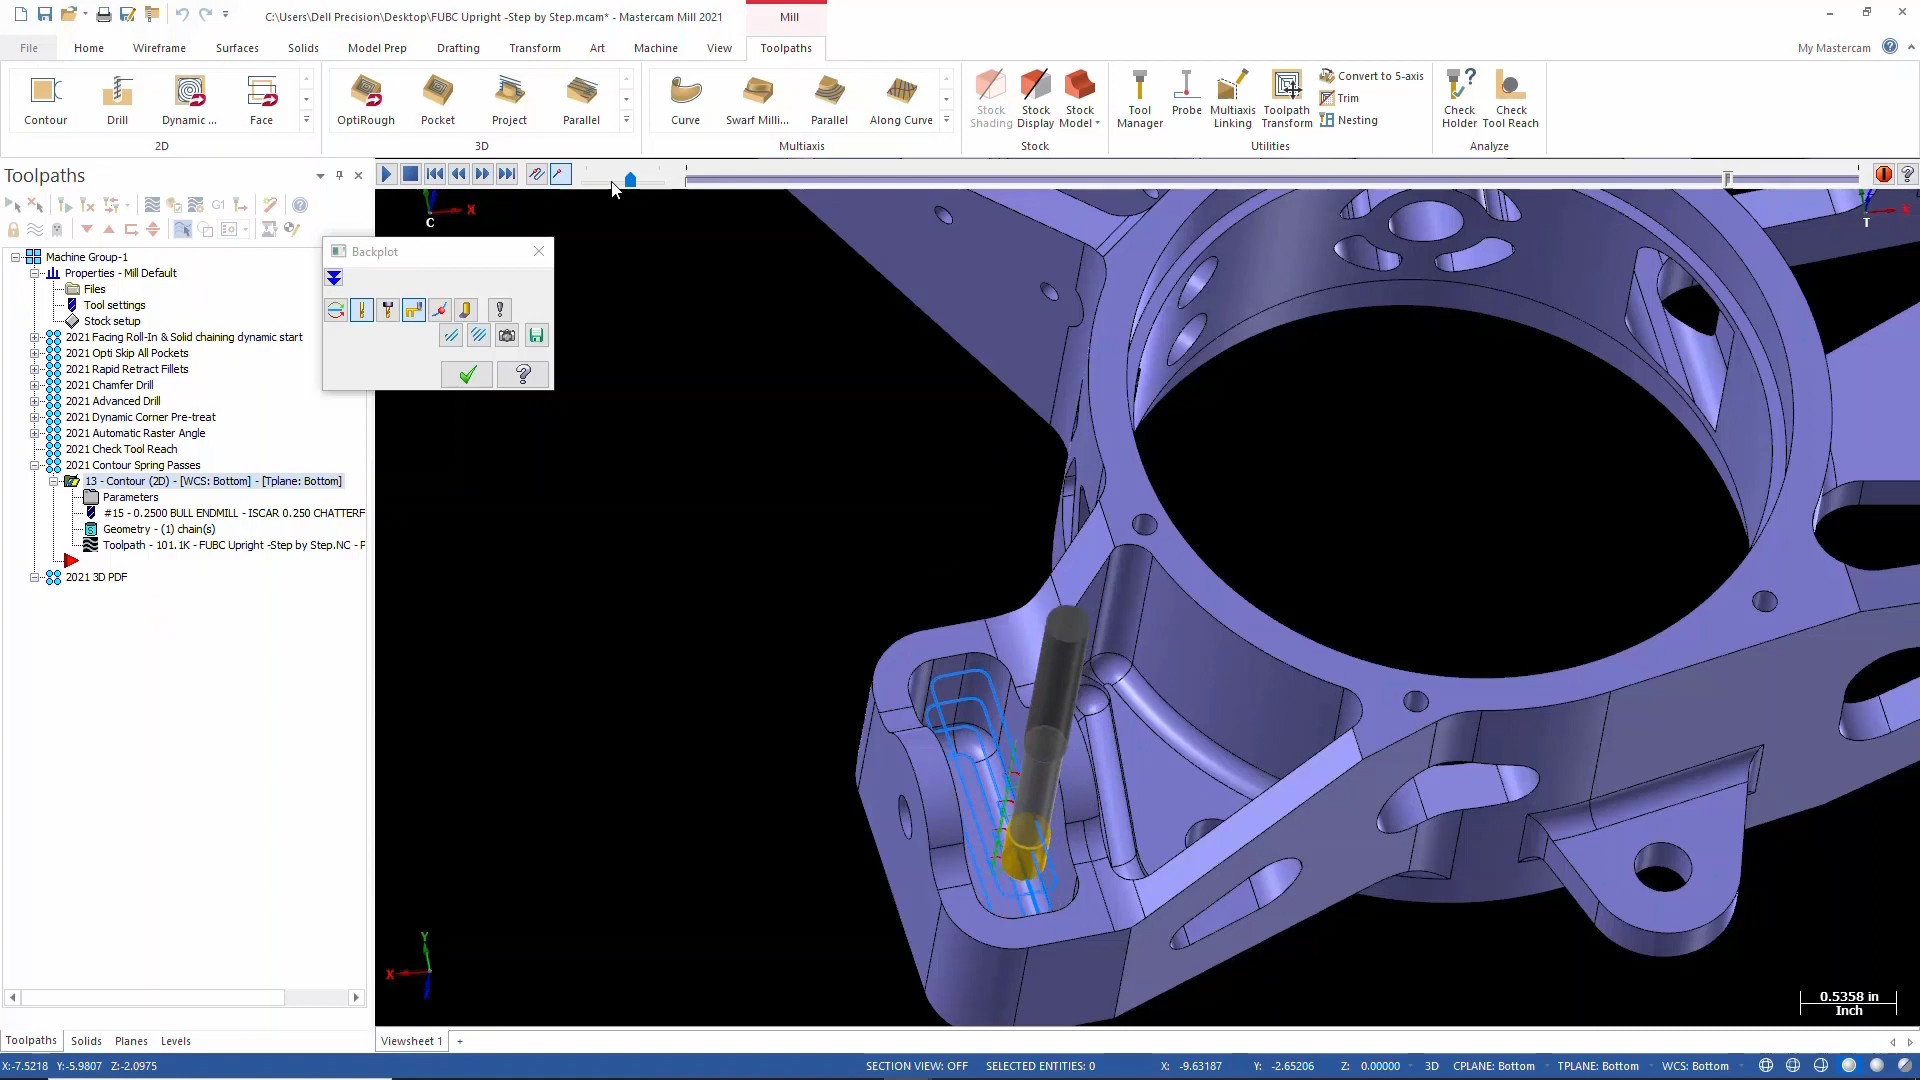 C:\Users\Dell Precision\Desktop\FUBC Upright -Step by Step.mcam* - Mastercam Mill 2021
Mill
File
Home
Wireframe
Surfaces
Solids
Model Prep
Drafting
Transform
Art
Machine
View
Toolpaths
My Mastercam
Contour
Drill
Dynamic ...
Face
2D
OptiRough
Pocket
Project
Parallel
3D
Curve
Swarf Milli...
Parallel
Along Curve
Multiaxis
Stock Shading
Stock Display
Stock Model
Stock
Tool Manager
Probe
Multiaxis Linking
Toolpath Transform
Convert to 5-axis
Trim
Nesting
Utilities
Check Holder
Check Tool Reach
Analyze
Toolpaths
G1
X
C
X
T
Backplot
Machine Group-1
Properties - Mill Default
Files
Tool settings
Stock setup
2021 Facing Roll-In & Solid chaining dynamic start
2021 Opti Skip All Pockets
2021 Rapid Retract Fillets
2021 Chamfer Drill
2021 Advanced Drill
2021 Dynamic Corner Pre-treat
2021 Automatic Raster Angle
2021 Check Tool Reach
2021 Contour Spring Passes
13 - Contour (2D) - [WCS: Bottom] - [Tplane: Bottom]
Parameters
#15 - 0.2500 BULL ENDMILL - ISCAR 0.250 CHATTERF
Geometry - (1) chain(s)
Toolpath - 101.1K - FUBC Upright -Step by Step.NC - P
2021 3D PDF
Y
X
0.5358 in
Inch
Toolpaths
Solids
Planes
Levels
Viewsheet 1
+
X:-7.5218 Y:-5.9807 Z:-2.0975
SECTION VIEW: OFF
SELECTED ENTITIES: 0
X: -9.63187
Y: -2.65206
Z: 0.00000
3D
CPLANE: Bottom
TPLANE: Bottom
WCS: Bottom